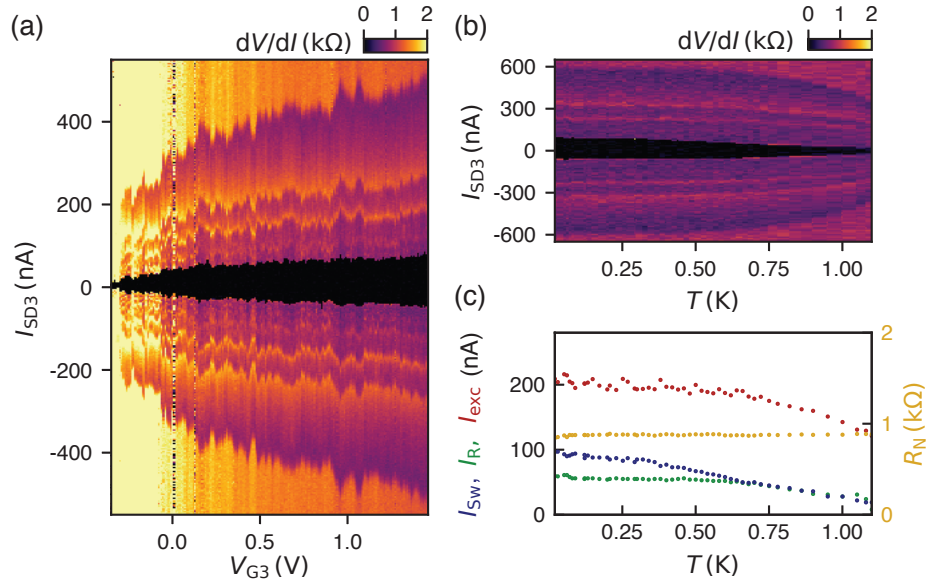 (a)
0 1 2
dV/dI (kΩ)
400
200
0
-200
-400
I_SD3 (nA)
0.0 0.5 1.0
V_G3 (V)
(b)
0 1 2
dV/dI (kΩ)
600
300
0
-300
-600
I_SD3 (nA)
0.25 0.50 0.75 1.00
T (K)
(c)
200
100
0
I_Sw, I_R, I_exc (nA)
2
1
0
R_N (kΩ)
0.25 0.50 0.75 1.00
T (K)